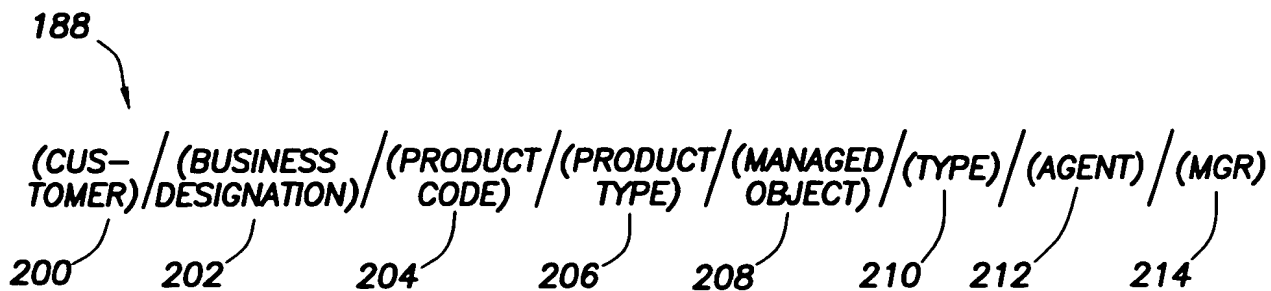 188
(CUS-/(BUSINESS/(PRODUCT/(PRODUCT/(MANAGED/(TYPE)/(AGENT)/(MGR)
TOMER) DESIGNATION) CODE) TYPE) OBJECT)
200 202 204 206 208 210 212 214